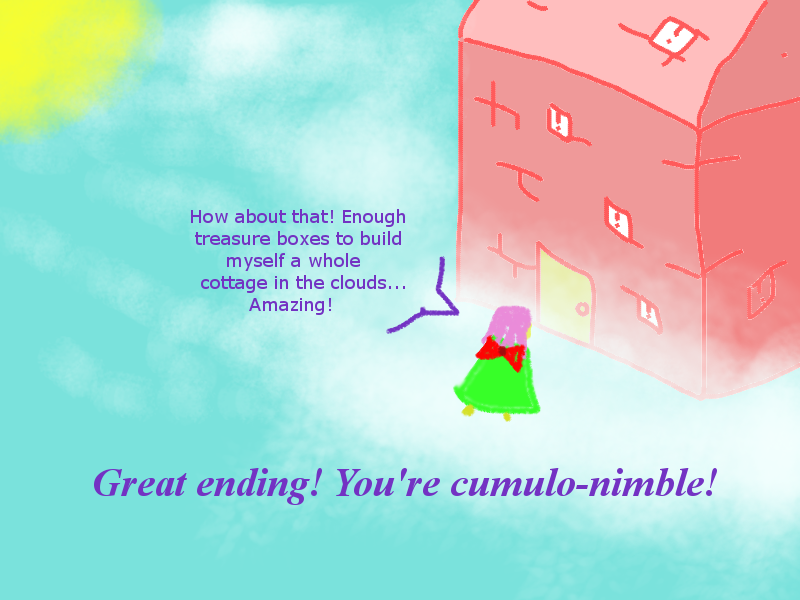 How about that! Enough
treasure boxes to build
myself a whole
cottage in the clouds...
Amazing!
Great ending! You're cumulo-nimble!